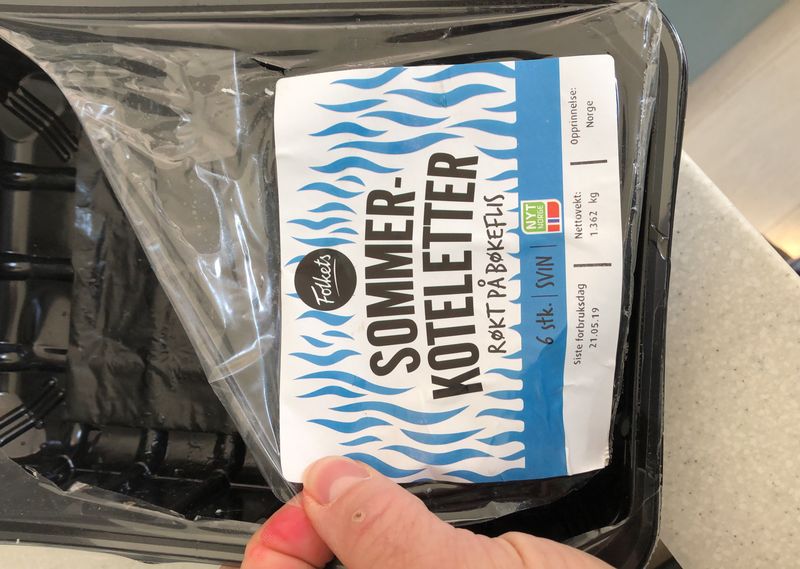 Folkets
SOMMER-
KOTELETTER
RØKT PÅ BØKEFLIS
6 stk. | SVIN |
NYT
NORGE
Siste forbruksdag
21.05.19
Nettovekt:
1.362 kg
Opprinnelse:
Norge